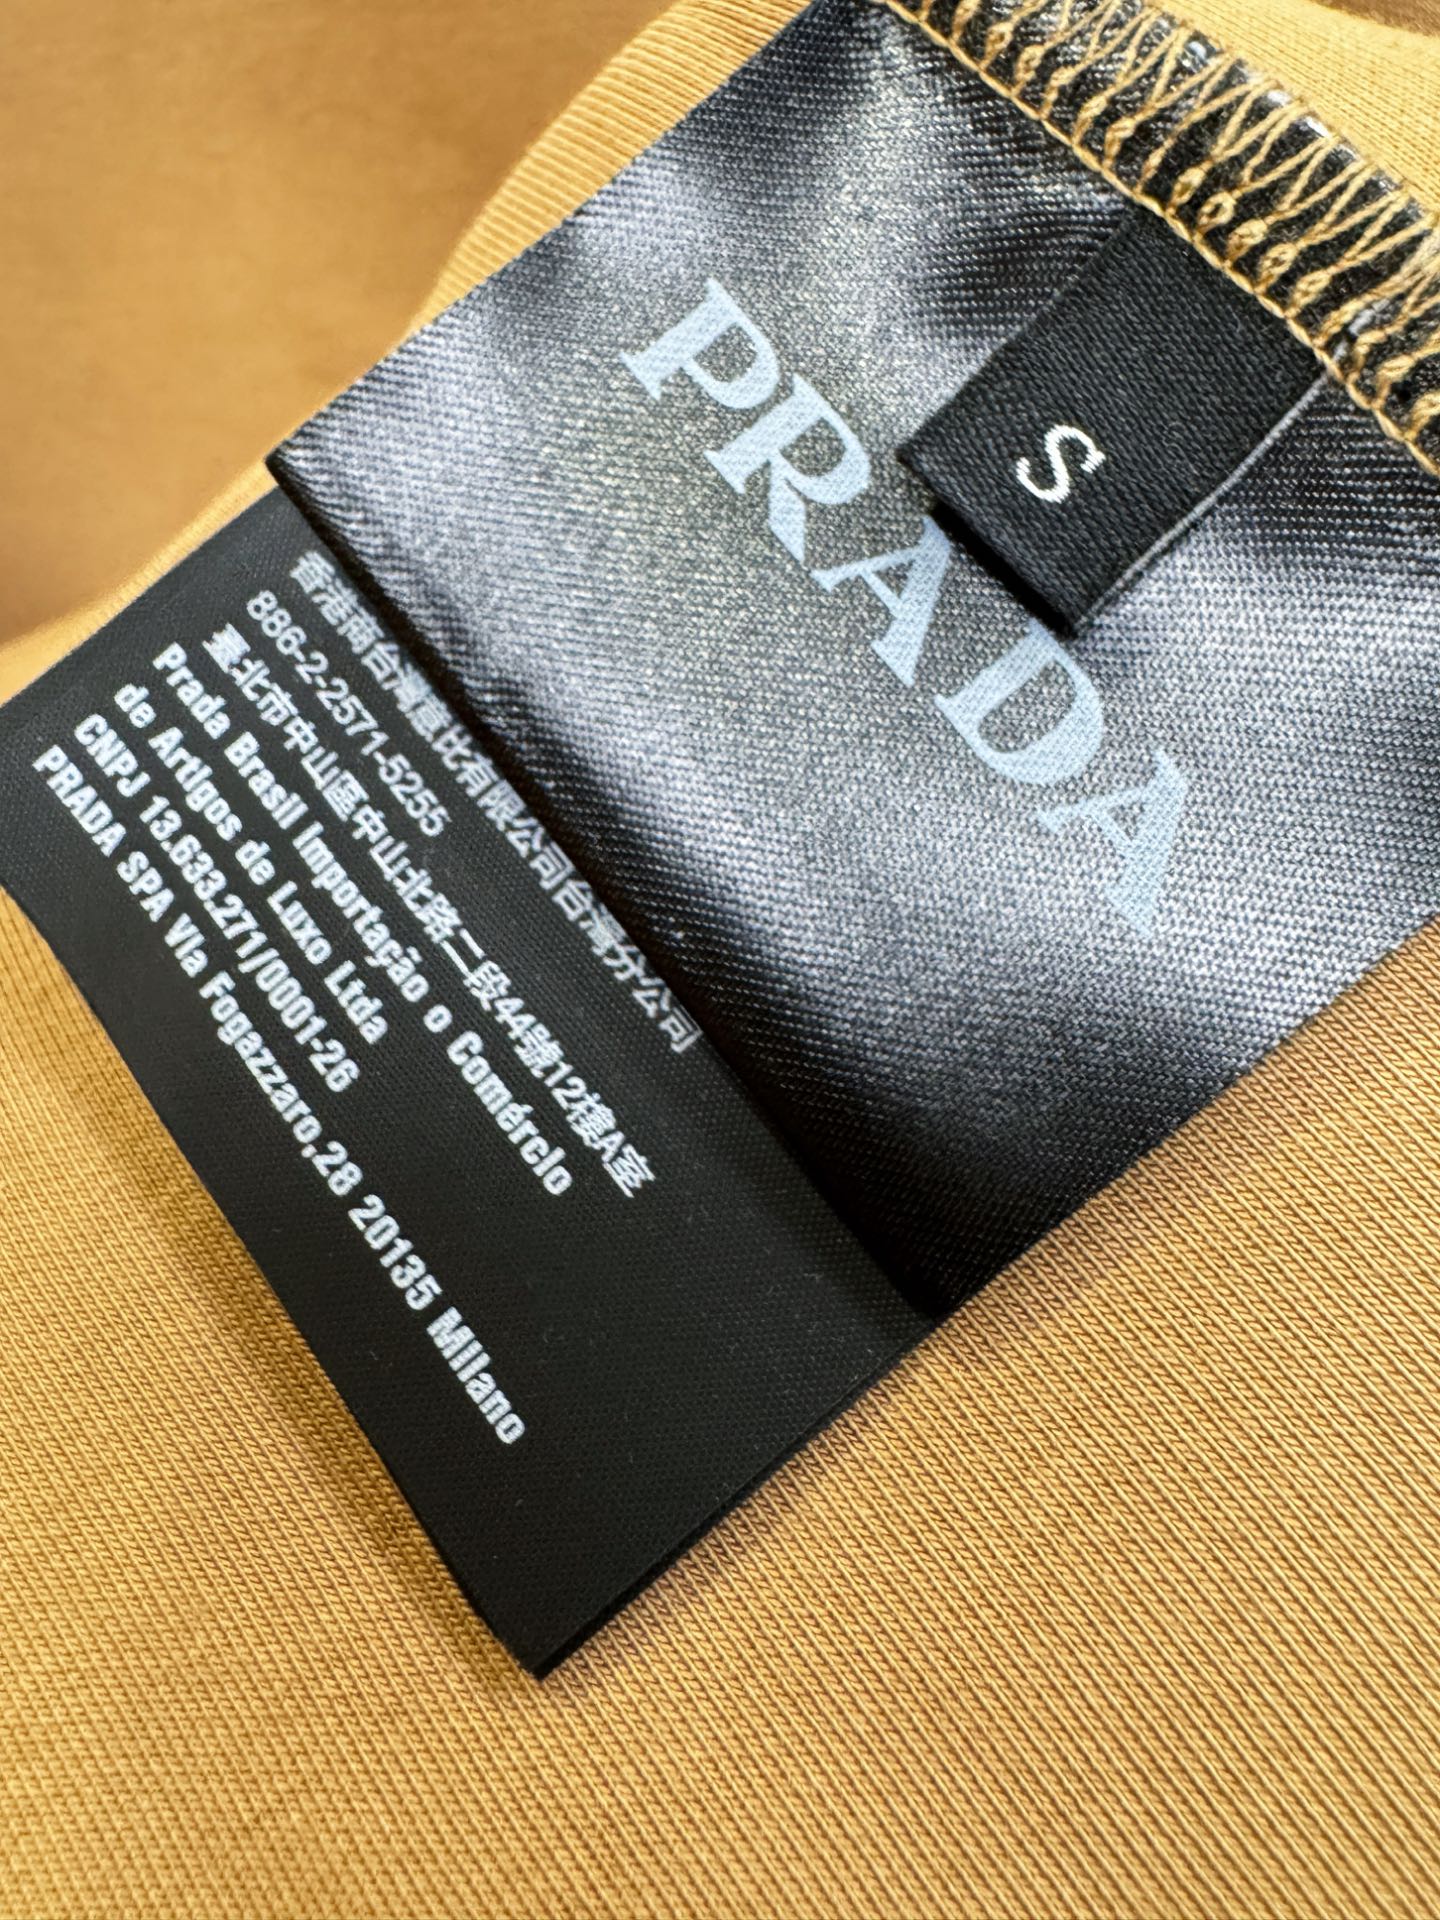 PRADA
S
香港商台灣普比有限公司台灣分公司
886-2-2571-5255
臺北市中山區中山北路二段44號12樓A室
Prada Brasil Importação e Comércio
de Artigos de Luxo Ltda
CNPJ 13.633.271/0001-26
PRADA SPA Via Fogazzaro,28 20135 Milano